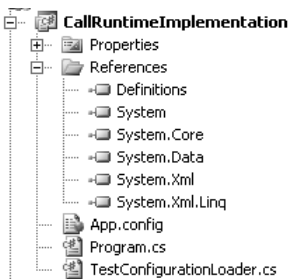 CallRuntimeImplementation
Properties
References
Definitions
System
System.Core
System.Data
System.Xml
System.Xml.Linq
App.config
Program.cs
TestConfigurationLoader.cs